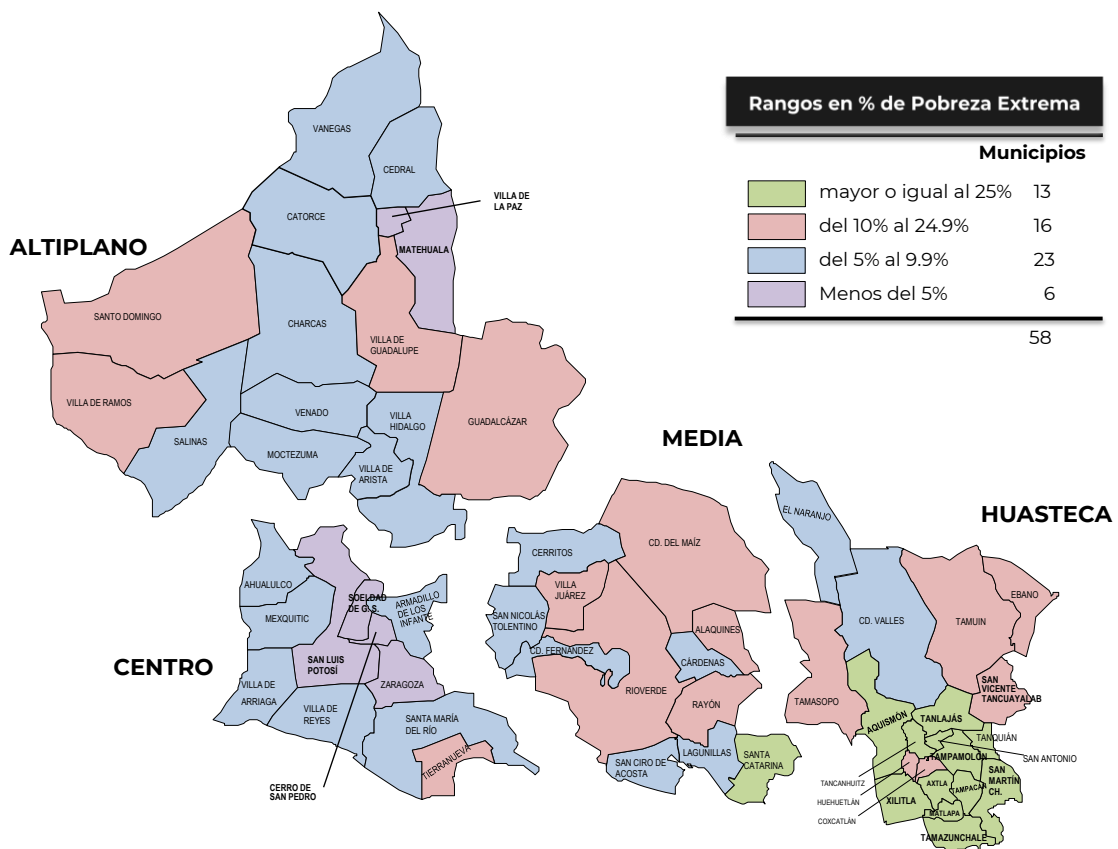 Rangos en % de Pobreza Extrema
Municipios
mayor o igual al 25% 13
del 10% al 24.9% 16
del 5% al 9.9% 23
Menos del 5% 6
58
ALTIPLANO
VANEGAS
CEDRAL
VILLA DE
LA PAZ
CATORCE
MATEHUALA
SANTO DOMINGO
CHARCAS
VILLA DE
GUADALUPE
VILLA DE RAMOS
SALINAS
VENADO
VILLA
HIDALGO
GUADALCÁZAR
MOCTEZUMA
VILLA DE
ARISTA
CENTRO
AHUALULCO
MEXQUITIC
SOELDAD
DE G. S.
ARMADILLO
DE LOS
INFANTE
SAN LUIS
POTOSÍ
ZARAGOZA
VILLA DE
ARRIAGA
VILLA DE
REYES
SANTA MARÍA
DEL RÍO
TIERRANUEVA
CERRO DE
SAN PEDRO
MEDIA
CERRITOS
CD. DEL MAÍZ
VILLA
JUÁREZ
SAN NICOLÁS
TOLENTINO
ALAQUINES
CD. FERNÁNDEZ
CÁRDENAS
RIOVERDE
RAYÓN
SAN CIRO DE
ACOSTA
LAGUNILLAS
SANTA
CATARINA
HUASTECA
EL NARANJO
CD. VALLES
TAMUIN
EBANO
TAMASOPO
SAN
VICENTE
TANCUAYALAB
AQUISMÓN
TANLAJÁS
TANQUIÁN
SAN ANTONIO
TAMPAMOLÓN
TANCANHUITZ
HUEHUETLÁN
COXCATLÁN
XILITLA
AXTLA
TAMPACÁN
SAN
MARTÍN
CH.
MATLAPA
TAMAZUNCHALE